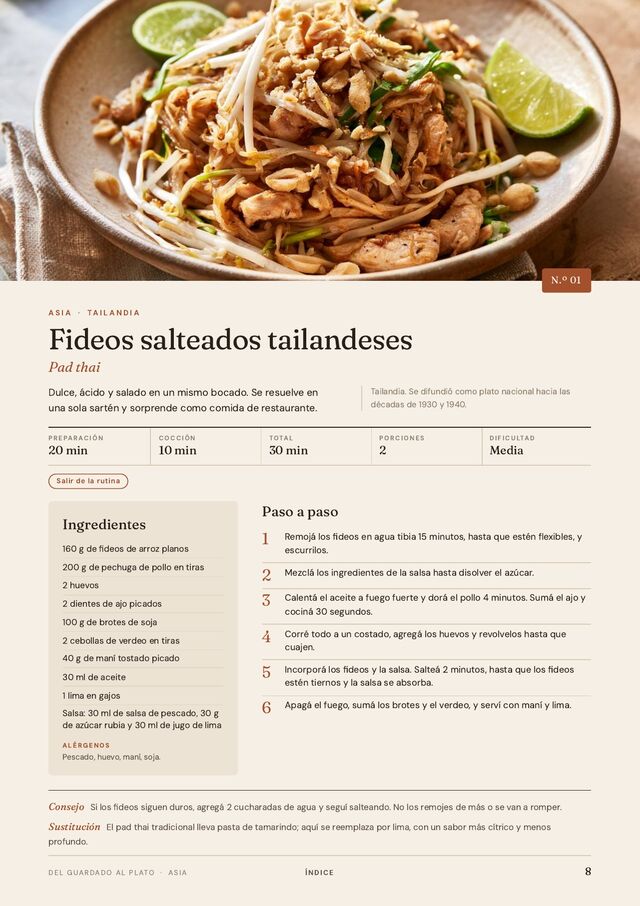 N.º 01
ASIA · TAILANDIA
Fideos salteados tailandeses
Pad thai
Dulce, ácido y salado en un mismo bocado. Se resuelve en
una sola sartén y sorprende como comida de restaurante.
Tailandia. Se difundió como plato nacional hacia las
décadas de 1930 y 1940.
PREPARACIÓN
20 min
COCCIÓN
10 min
TOTAL
30 min
PORCIONES
2
DIFICULTAD
Media
Salir de la rutina
Ingredientes
160 g de fideos de arroz planos
200 g de pechuga de pollo en tiras
2 huevos
2 dientes de ajo picados
100 g de brotes de soja
2 cebollas de verdeo en tiras
40 g de maní tostado picado
30 ml de aceite
1 lima en gajos
Salsa: 30 ml de salsa de pescado, 30 g
de azúcar rubia y 30 ml de jugo de lima
ALÉRGENOS
Pescado, huevo, maní, soja.
Paso a paso
1 Remojá los fideos en agua tibia 15 minutos, hasta que estén flexibles, y
escurrilos.
2 Mezclá los ingredientes de la salsa hasta disolver el azúcar.
3 Calentá el aceite a fuego fuerte y dorá el pollo 4 minutos. Sumá el ajo y
cociná 30 segundos.
4 Corré todo a un costado, agregá los huevos y revolvelos hasta que
cuajen.
5 Incorporá los fideos y la salsa. Salteá 2 minutos, hasta que los fideos
estén tiernos y la salsa se absorba.
6 Apagá el fuego, sumá los brotes y el verdeo, y serví con maní y lima.
Consejo Si los fideos siguen duros, agregá 2 cucharadas de agua y seguí salteando. No los remojes de más o se van a romper.
Sustitución El pad thai tradicional lleva pasta de tamarindo; aquí se reemplaza por lima, con un sabor más cítrico y menos
profundo.
DEL GUARDADO AL PLATO · ASIA
ÍNDICE
8